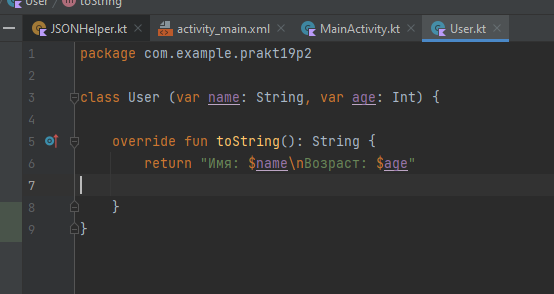 User
toString
JSONHelper.kt
activity_main.xml
MainActivity.kt
User.kt
1 package com.example.prakt19p2
2
3 class User (var name: String, var age: Int) {
4
5 override fun toString(): String {
6 return "Имя: $name\nВозраст: $age"
7
8 }
9 }